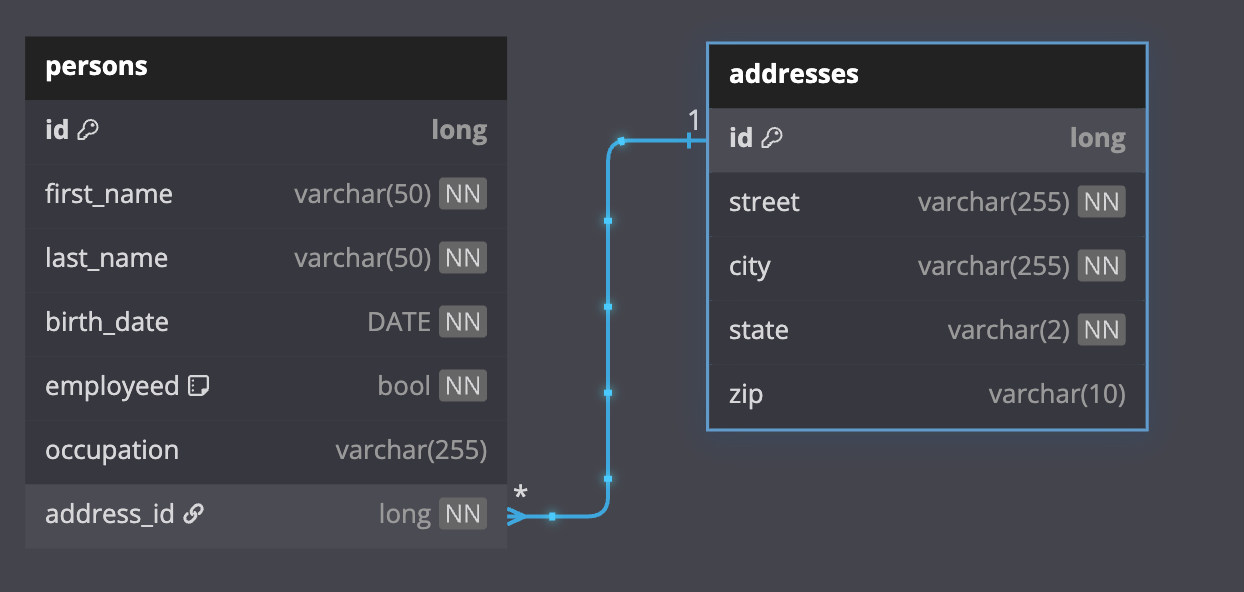 persons
id long
first_name varchar(50) NN
last_name varchar(50) NN
birth_date DATE NN
employeed bool NN
occupation varchar(255)
address_id long NN
*
1
addresses
id long
street varchar(255) NN
city varchar(255) NN
state varchar(2) NN
zip varchar(10)